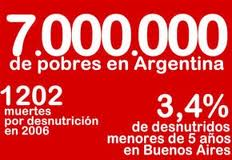 7.000.000
de pobres en Argentina
1202
muertes
por desnutrición
en 2006
3,4%
de desnutridos
menores de 5 años
en Buenos Aires